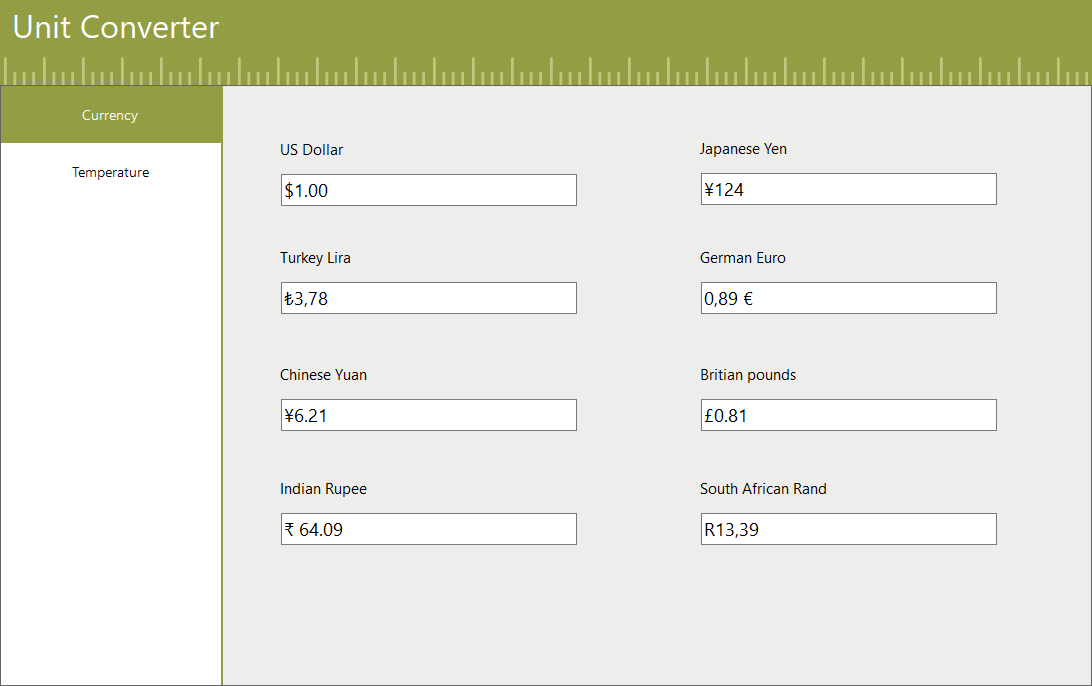 Unit Converter
Currency
Temperature
US Dollar
$1.00
Japanese Yen
¥124
Turkey Lira
₺3,78
German Euro
0,89 €
Chinese Yuan
¥6.21
Britian pounds
£0.81
Indian Rupee
₹ 64.09
South African Rand
R13,39